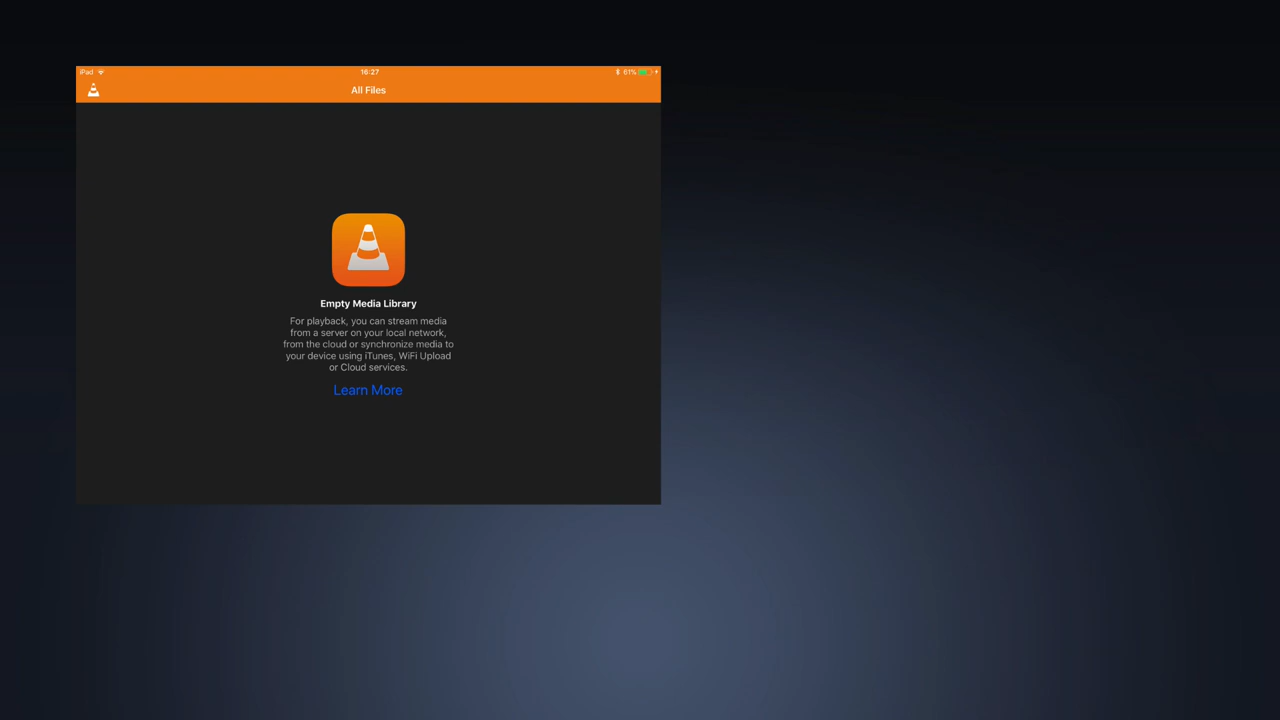 iPad 16:27 61%
All Files
Empty Media Library
For playback, you can stream media
from a server on your local network,
from the cloud or synchronize media to
your device using iTunes, WiFi Upload
or Cloud services.
Learn More